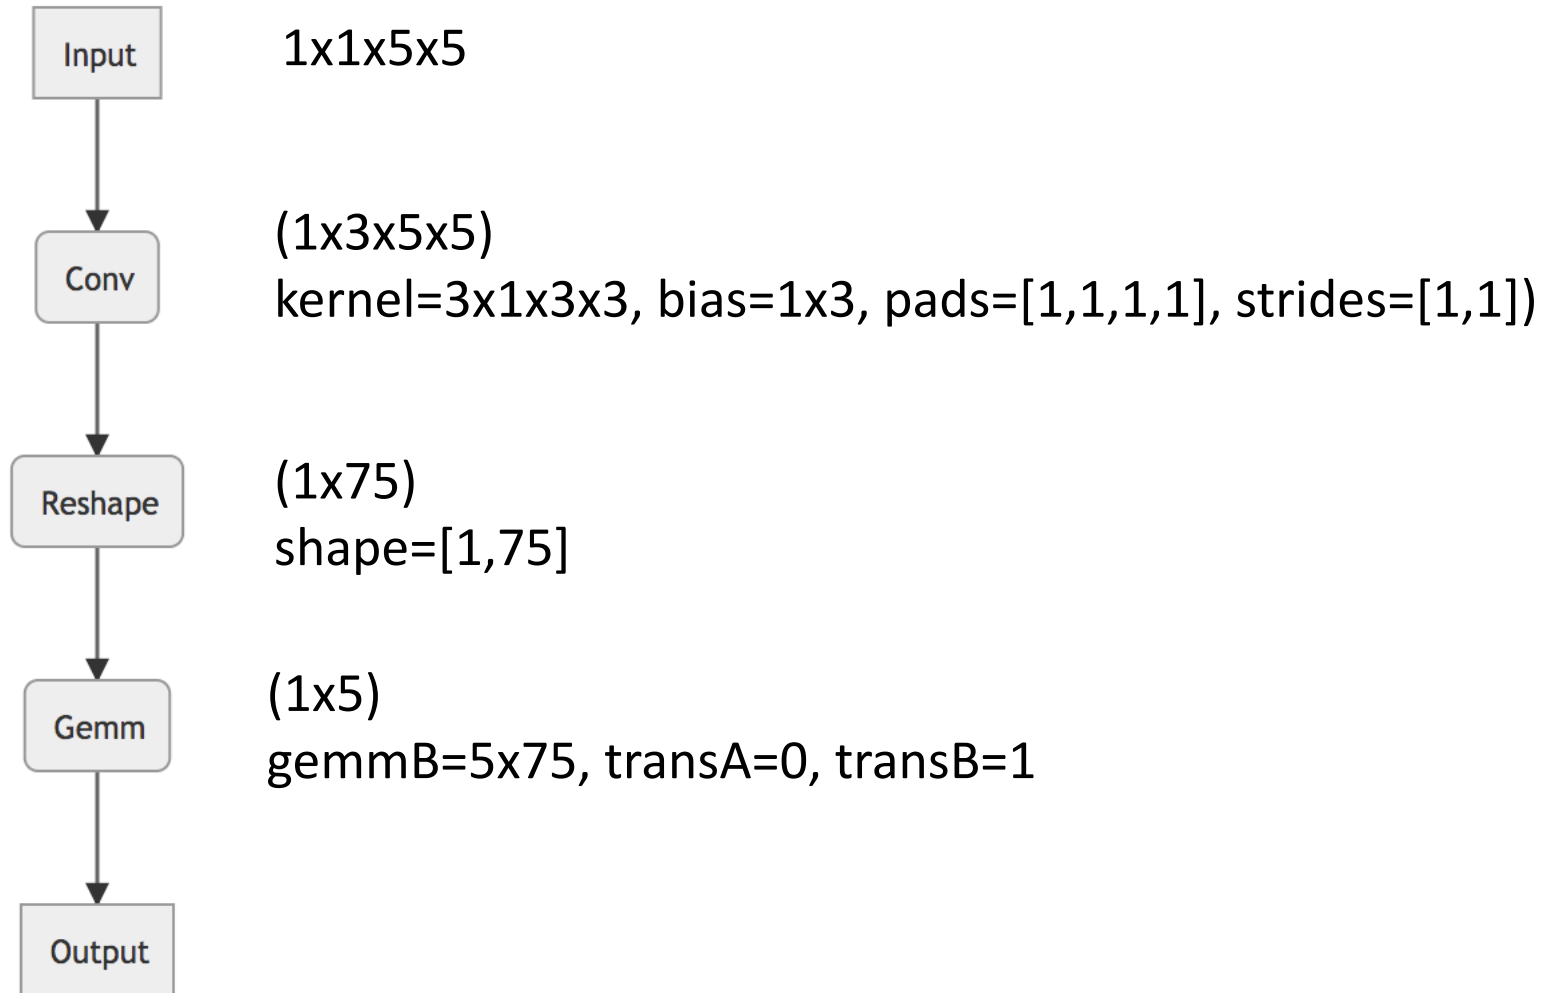 Input
1x1x5x5
Conv
(1x3x5x5)
kernel=3x1x3x3, bias=1x3, pads=[1,1,1,1], strides=[1,1])
Reshape
(1x75)
shape=[1,75]
Gemm
(1x5)
gemmB=5x75, transA=0, transB=1
Output